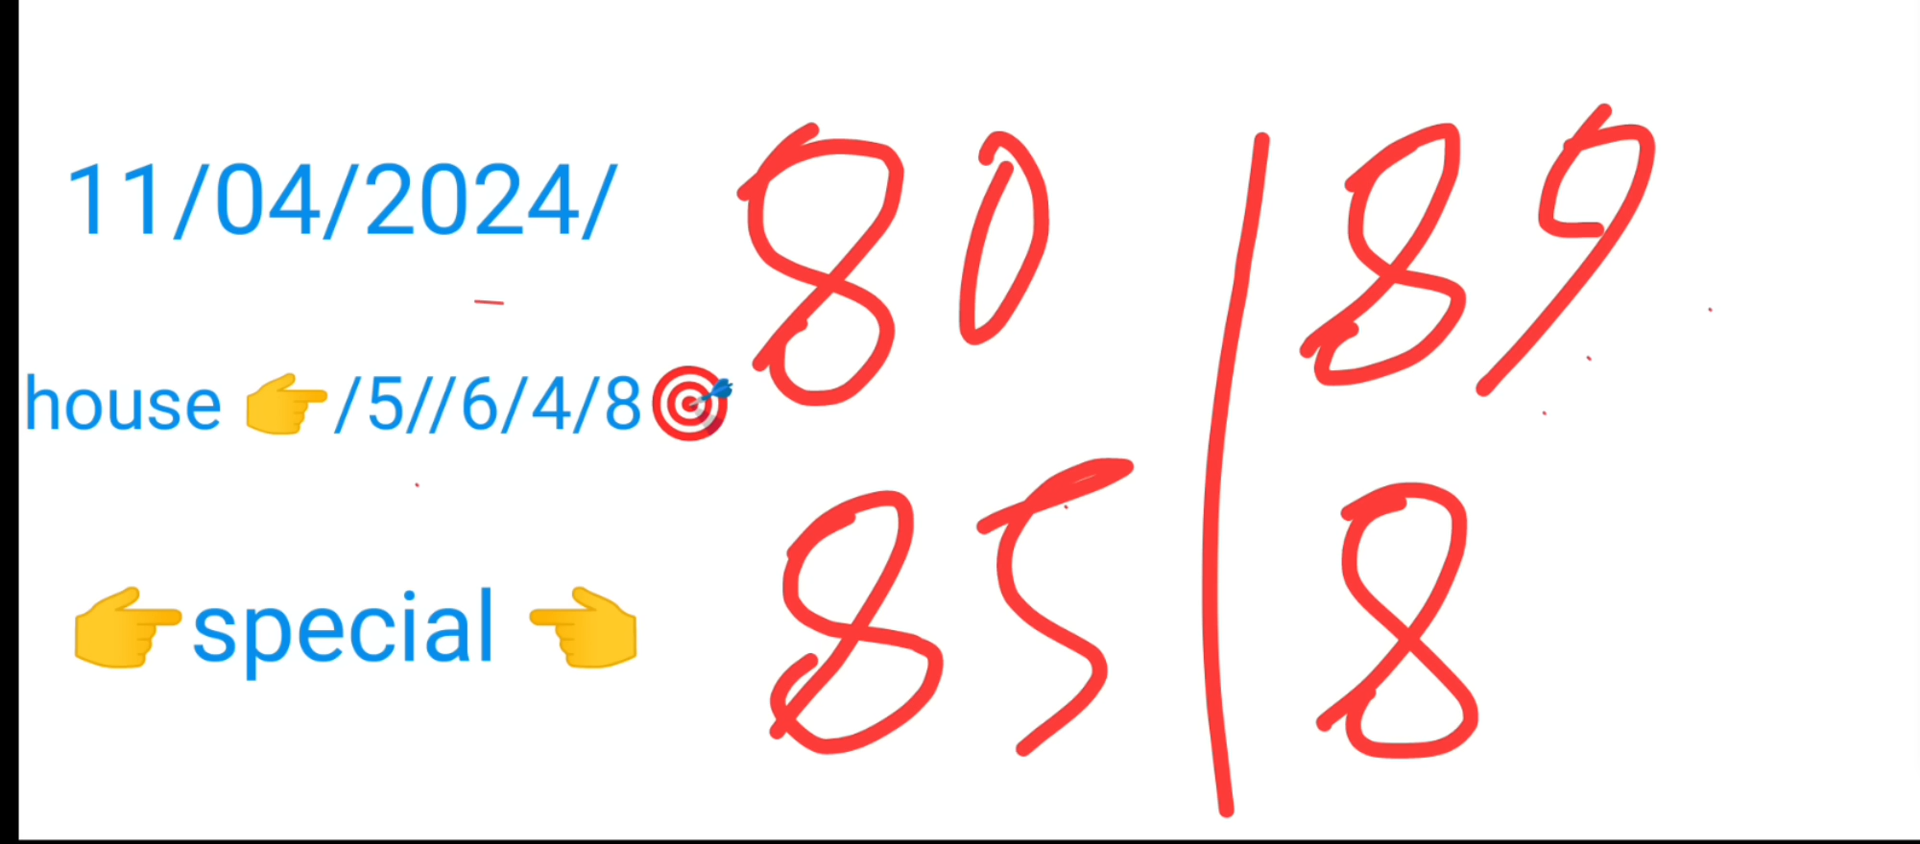 11/04/2024/
house 👉/5//6/4/8🎯
👉special 👈
80 | 89
85 | 8